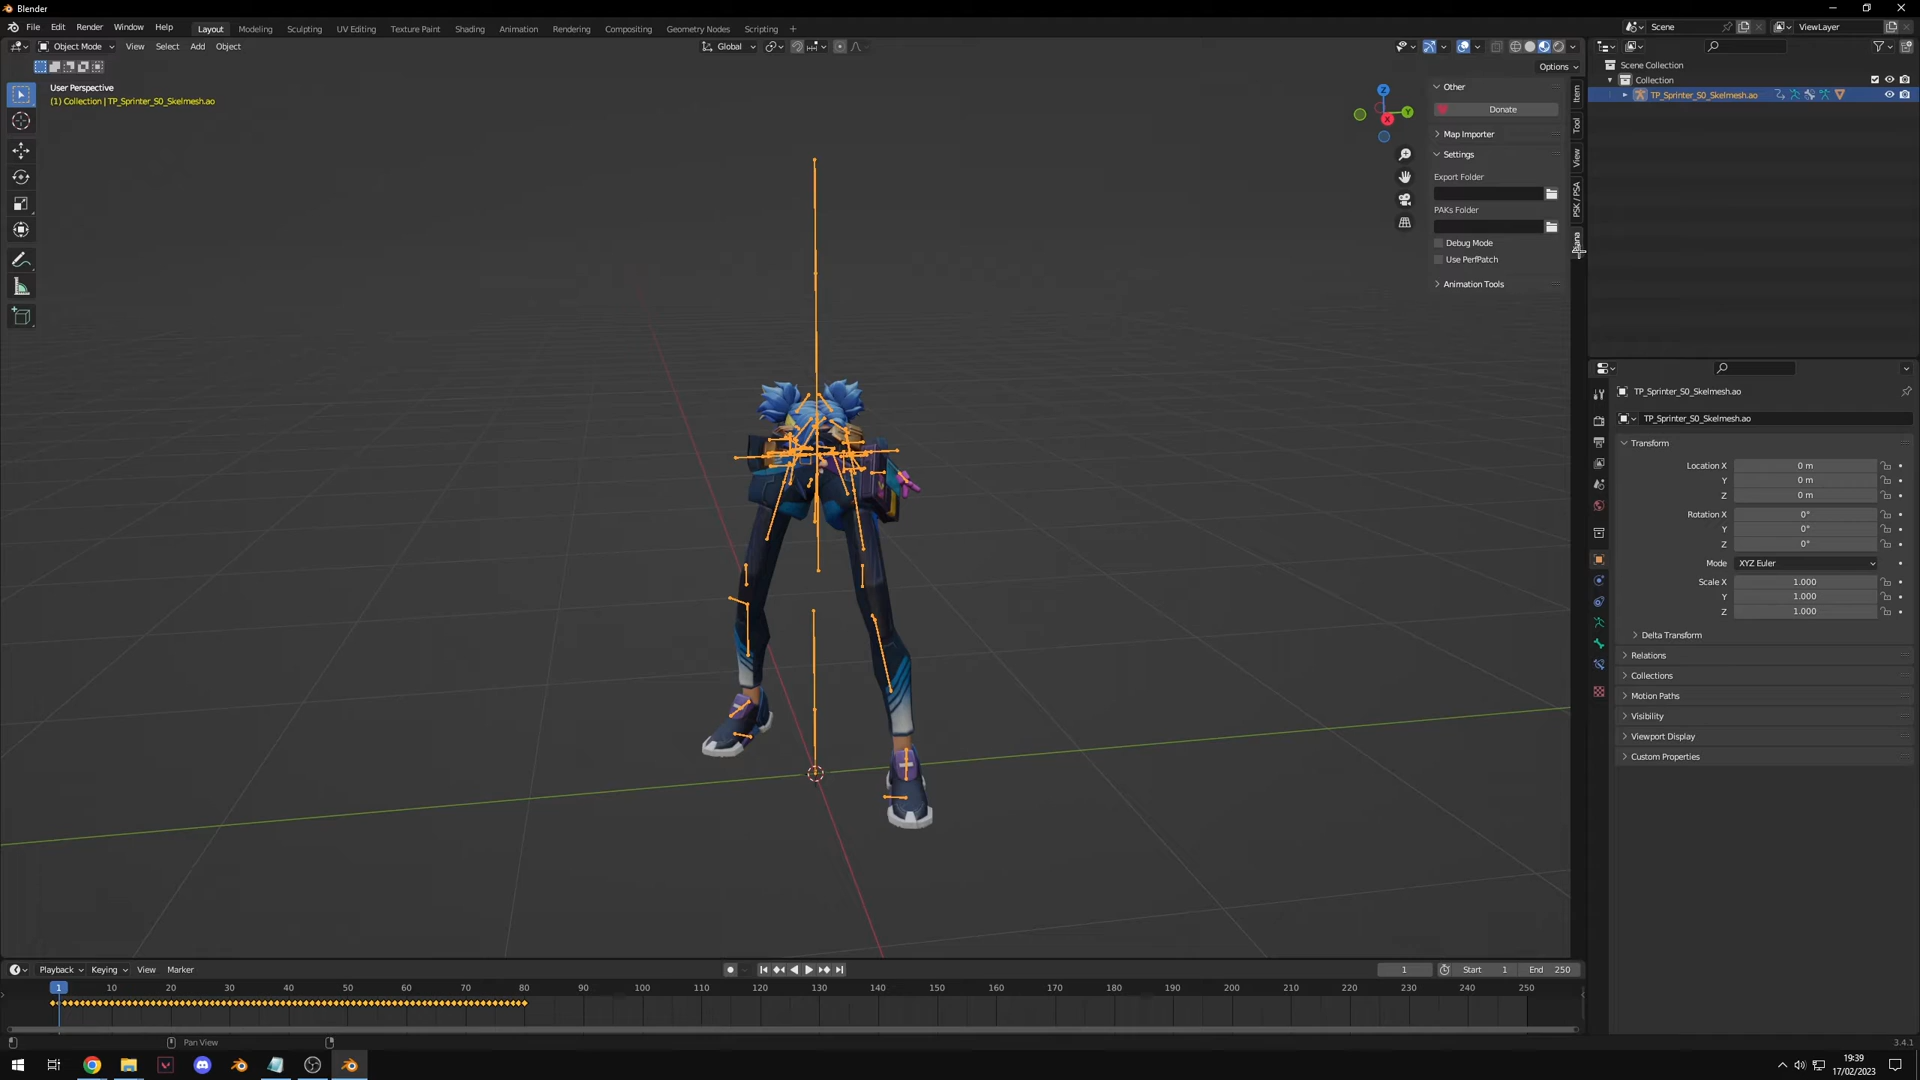 Blender
File Edit Render Window Help Layout Modeling Sculpting UV Editing Texture Paint Shading Animation Rendering Compositing Geometry Nodes Scripting + Scene ViewLayer
Object Mode View Select Add Object Global
Options
User Perspective
(1) Collection | TP_Sprinter_S0_Skelmesh.ao
Z
Y
X
Other
Donate
Map Importer
Settings
Export Folder
PAKs Folder
Debug Mode
Use PerfPatch
Animation Tools
Item
Tool
View
PSK / PSA
Scene Collection
Collection
TP_Sprinter_S0_Skelmesh.ao
TP_Sprinter_S0_Skelmesh.ao
TP_Sprinter_S0_Skelmesh.ao
Transform
Location X 0 m
Y 0 m
Z 0 m
Rotation X 0°
Y 0°
Z 0°
Mode XYZ Euler
Scale X 1.000
Y 1.000
Z 1.000
Delta Transform
Relations
Collections
Motion Paths
Visibility
Viewport Display
Custom Properties
Playback Keying View Marker 1 Start 1 End 250
1 10 20 30 40 50 60 70 80 90 100 110 120 130 140 150 160 170 180 190 200 210 220 230 240 250
Pan View
3.4.1
19:39
17/02/2023